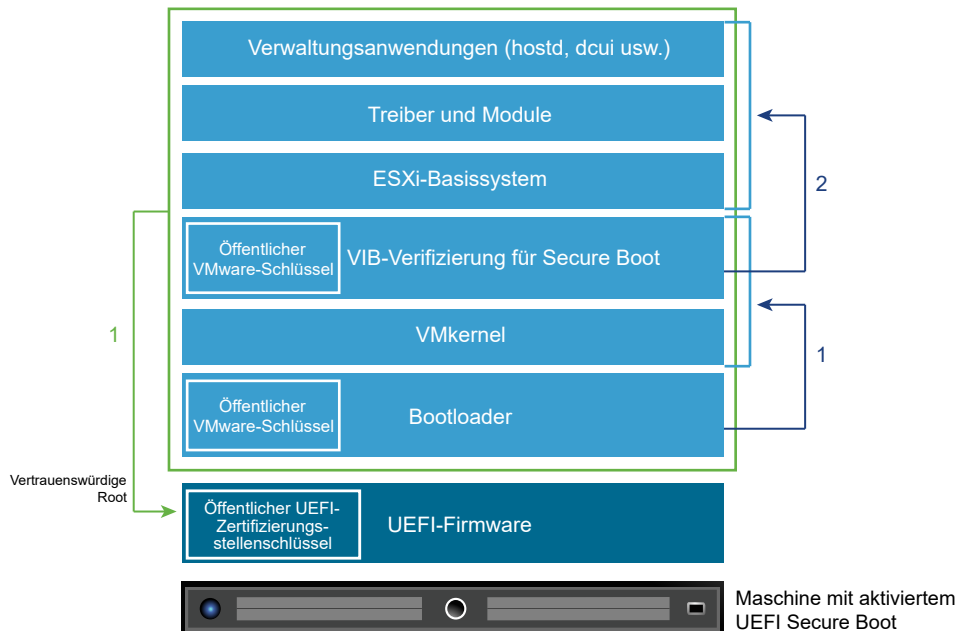 Verwaltungsanwendungen (hostd, dcui usw.)
Treiber und Module
ESXi-Basissystem
2
Öffentlicher
VMware-Schlüssel
VIB-Verifizierung für Secure Boot
1
VMkernel
1
Öffentlicher
VMware-Schlüssel
Bootloader
Vertrauenswürdige
Root
Öffentlicher UEFI-
Zertifizierungs-
stellenschlüssel
UEFI-Firmware
Maschine mit aktiviertem
UEFI Secure Boot